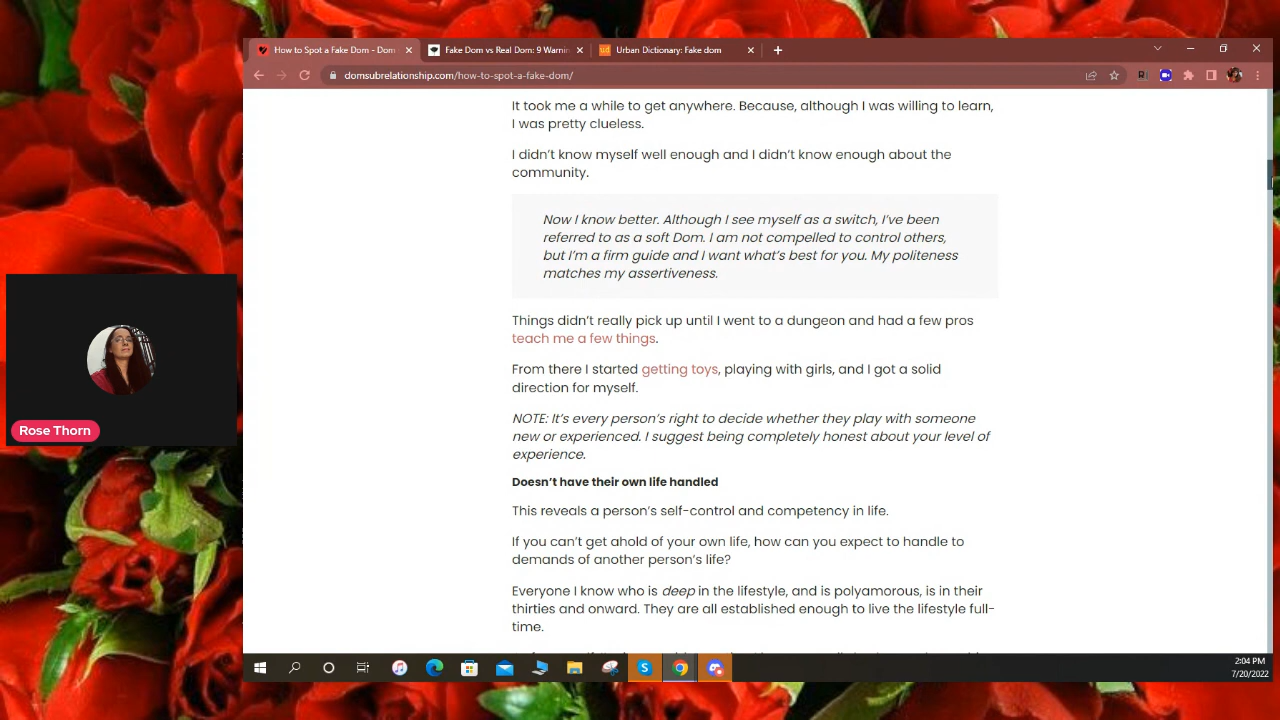 How to Spot a Fake Dom - Dom
Fake Dom vs Real Dom: 9 Warni
ud
Urban Dictionary: Fake dom
domsubrelationship.com/how-to-spot-a-fake-dom/
It took me a while to get anywhere. Because, although I was willing to learn,
I was pretty clueless.
I didn't know myself well enough and I didn't know enough about the
community.
Now I know better. Although I see myself as a switch, I've been
referred to as a soft Dom. I am not compelled to control others,
but I'm a firm guide and I want what's best for you. My politeness
matches my assertiveness.
Things didn't really pick up until I went to a dungeon and had a few pros
teach me a few things.
From there I started getting toys, playing with girls, and I got a solid
direction for myself.
NOTE: It's every person's right to decide whether they play with someone
new or experienced. I suggest being completely honest about your level of
experience.
Doesn't have their own life handled
This reveals a person's self-control and competency in life.
If you can't get ahold of your own life, how can you expect to handle to
demands of another person's life?
Everyone I know who is deep in the lifestyle, and is polyamorous, is in their
thirties and onward. They are all established enough to live the lifestyle full-
time.
Rose Thorn
2:04 PM
7/20/2022